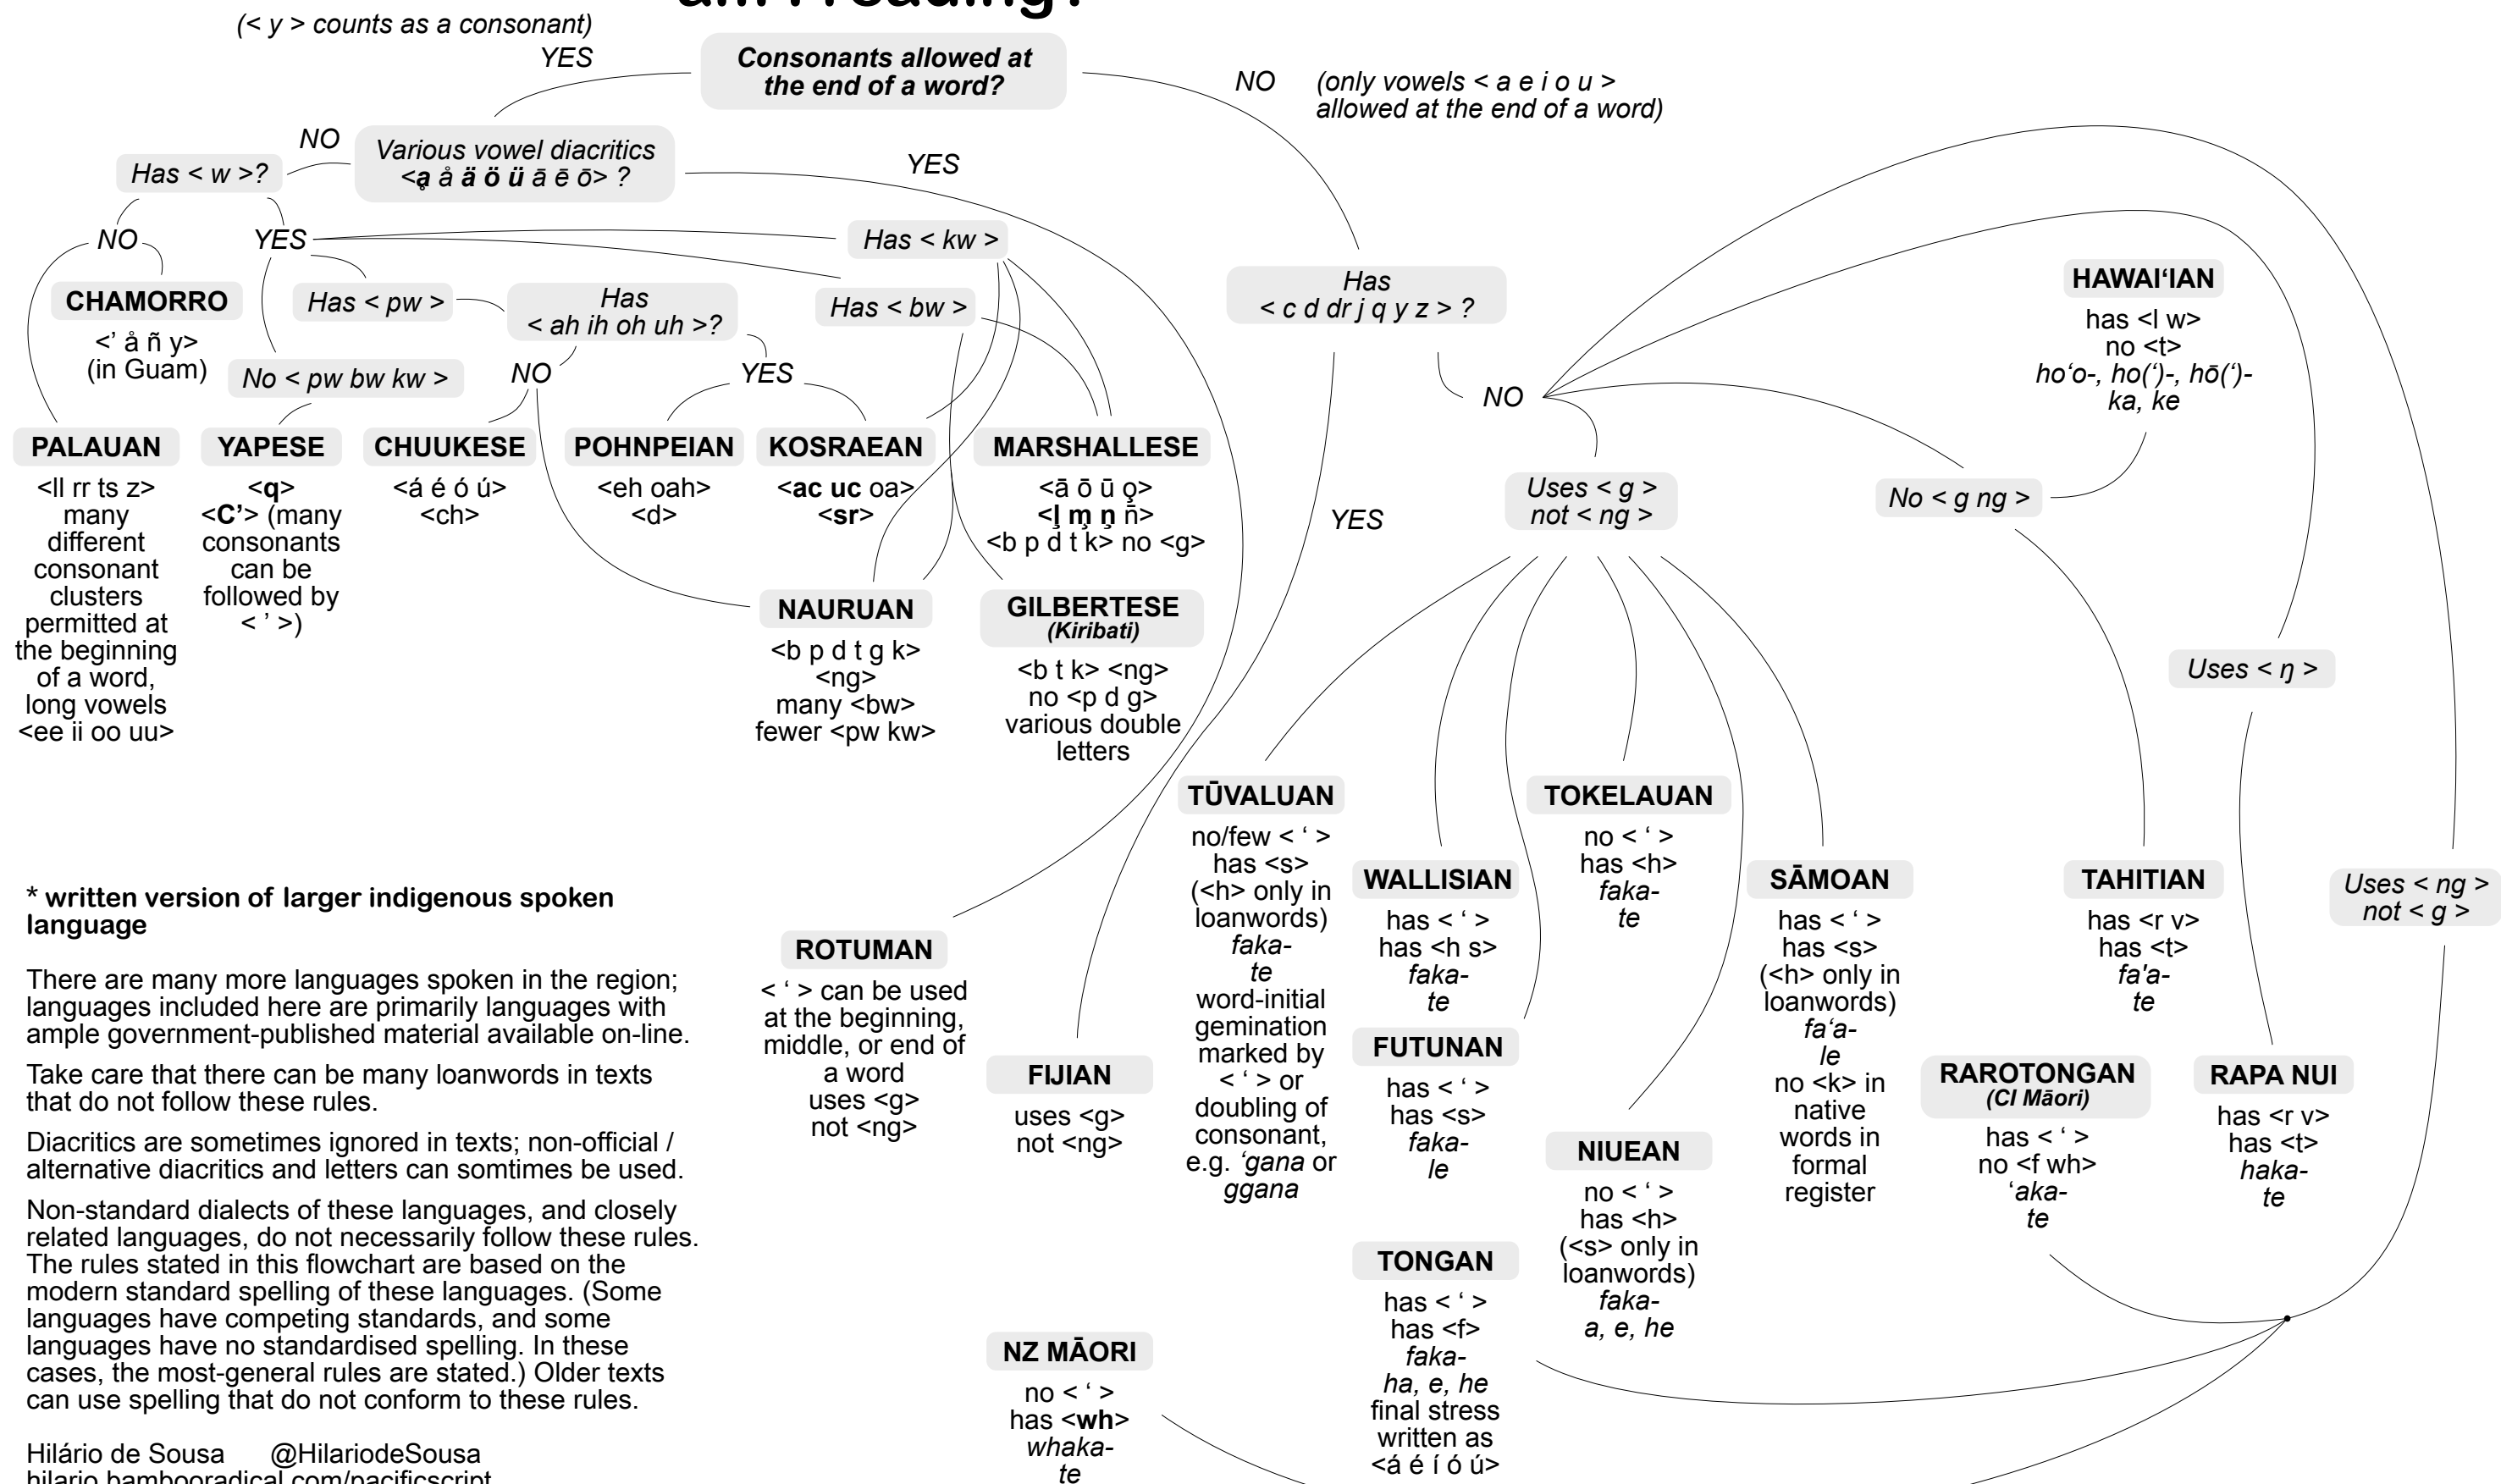 am I reading?
(< y > counts as a consonant)
YES
Consonants allowed at
the end of a word?
NO
(only vowels < a e i o u >
allowed at the end of a word)
NO
Various vowel diacritics
<ḁ å ä ö ü ā ē ō> ?
YES
Has < w >?
NO
YES
Has < kw >
CHAMORRO
<’ å ñ y>
(in Guam)
Has < pw >
Has
< ah ih oh uh >?
Has < bw >
Has
< c d dr j q y z > ?
HAWAI‘IAN
has <l w>
no <t>
ho‘o-, ho(‘)-, hō(‘)-
ka, ke
No < pw bw kw >
NO
YES
NO
PALAUAN
<ll rr ts z>
many
different
consonant
clusters
permitted at
the beginning
of a word,
long vowels
<ee ii oo uu>
YAPESE
<q>
<C’> (many
consonants
can be
followed by
< ’ >)
CHUUKESE
<á é ó ú>
<ch>
POHNPEIAN
<eh oah>
<d>
KOSRAEAN
<ac uc oa>
<sr>
MARSHALLESE
<ā ō ū o̧>
<ļ m̧ ņ n̄>
<b p d t k> no <g>
Uses < g >
not < ng >
No < g ng >
YES
NAURUAN
<b p d t g k>
<ng>
many <bw>
fewer <pw kw>
GILBERTESE
(Kiribati)
<b t k> <ng>
no <p d g>
various double
letters
Uses < ŋ >
TŪVALUAN
no/few < ‘ >
has <s>
(<h> only in
loanwords)
faka-
te
word-initial
gemination
marked by
< ‘ > or
doubling of
consonant,
e.g. ‘gana or
ggana
WALLISIAN
has < ‘ >
has <h s>
faka-
te
TOKELAUAN
no < ‘ >
has <h>
faka-
te
SĀMOAN
has < ‘ >
has <s>
(<h> only in
loanwords)
fa‘a-
le
no <k> in
native
words in
formal
register
TAHITIAN
has <r v>
has <t>
fa'a-
te
Uses < ng >
not < g >
ROTUMAN
< ‘ > can be used
at the beginning,
middle, or end of
a word
uses <g>
not <ng>
FIJIAN
uses <g>
not <ng>
FUTUNAN
has < ‘ >
has <s>
faka-
le
NIUEAN
no < ‘ >
has <h>
(<s> only in
loanwords)
faka-
a, e, he
RAROTONGAN
(CI Māori)
has < ‘ >
no <f wh>
‘aka-
te
RAPA NUI
has <r v>
has <t>
haka-
te
TONGAN
has < ‘ >
has <f>
faka-
ha, e, he
final stress
written as
<á é í ó ú>
NZ MĀORI
no < ‘ >
has <wh>
whaka-
te
* written version of larger indigenous spoken
language
There are many more languages spoken in the region;
languages included here are primarily languages with
ample government-published material available on-line.
Take care that there can be many loanwords in texts
that do not follow these rules.
Diacritics are sometimes ignored in texts; non-official /
alternative diacritics and letters can somtimes be used.
Non-standard dialects of these languages, and closely
related languages, do not necessarily follow these rules.
The rules stated in this flowchart are based on the
modern standard spelling of these languages. (Some
languages have competing standards, and some
languages have no standardised spelling. In these
cases, the most-general rules are stated.) Older texts
can use spelling that do not conform to these rules.
Hilário de Sousa @HilariodeSousa
hilario.bambooradical.com/pacificscript